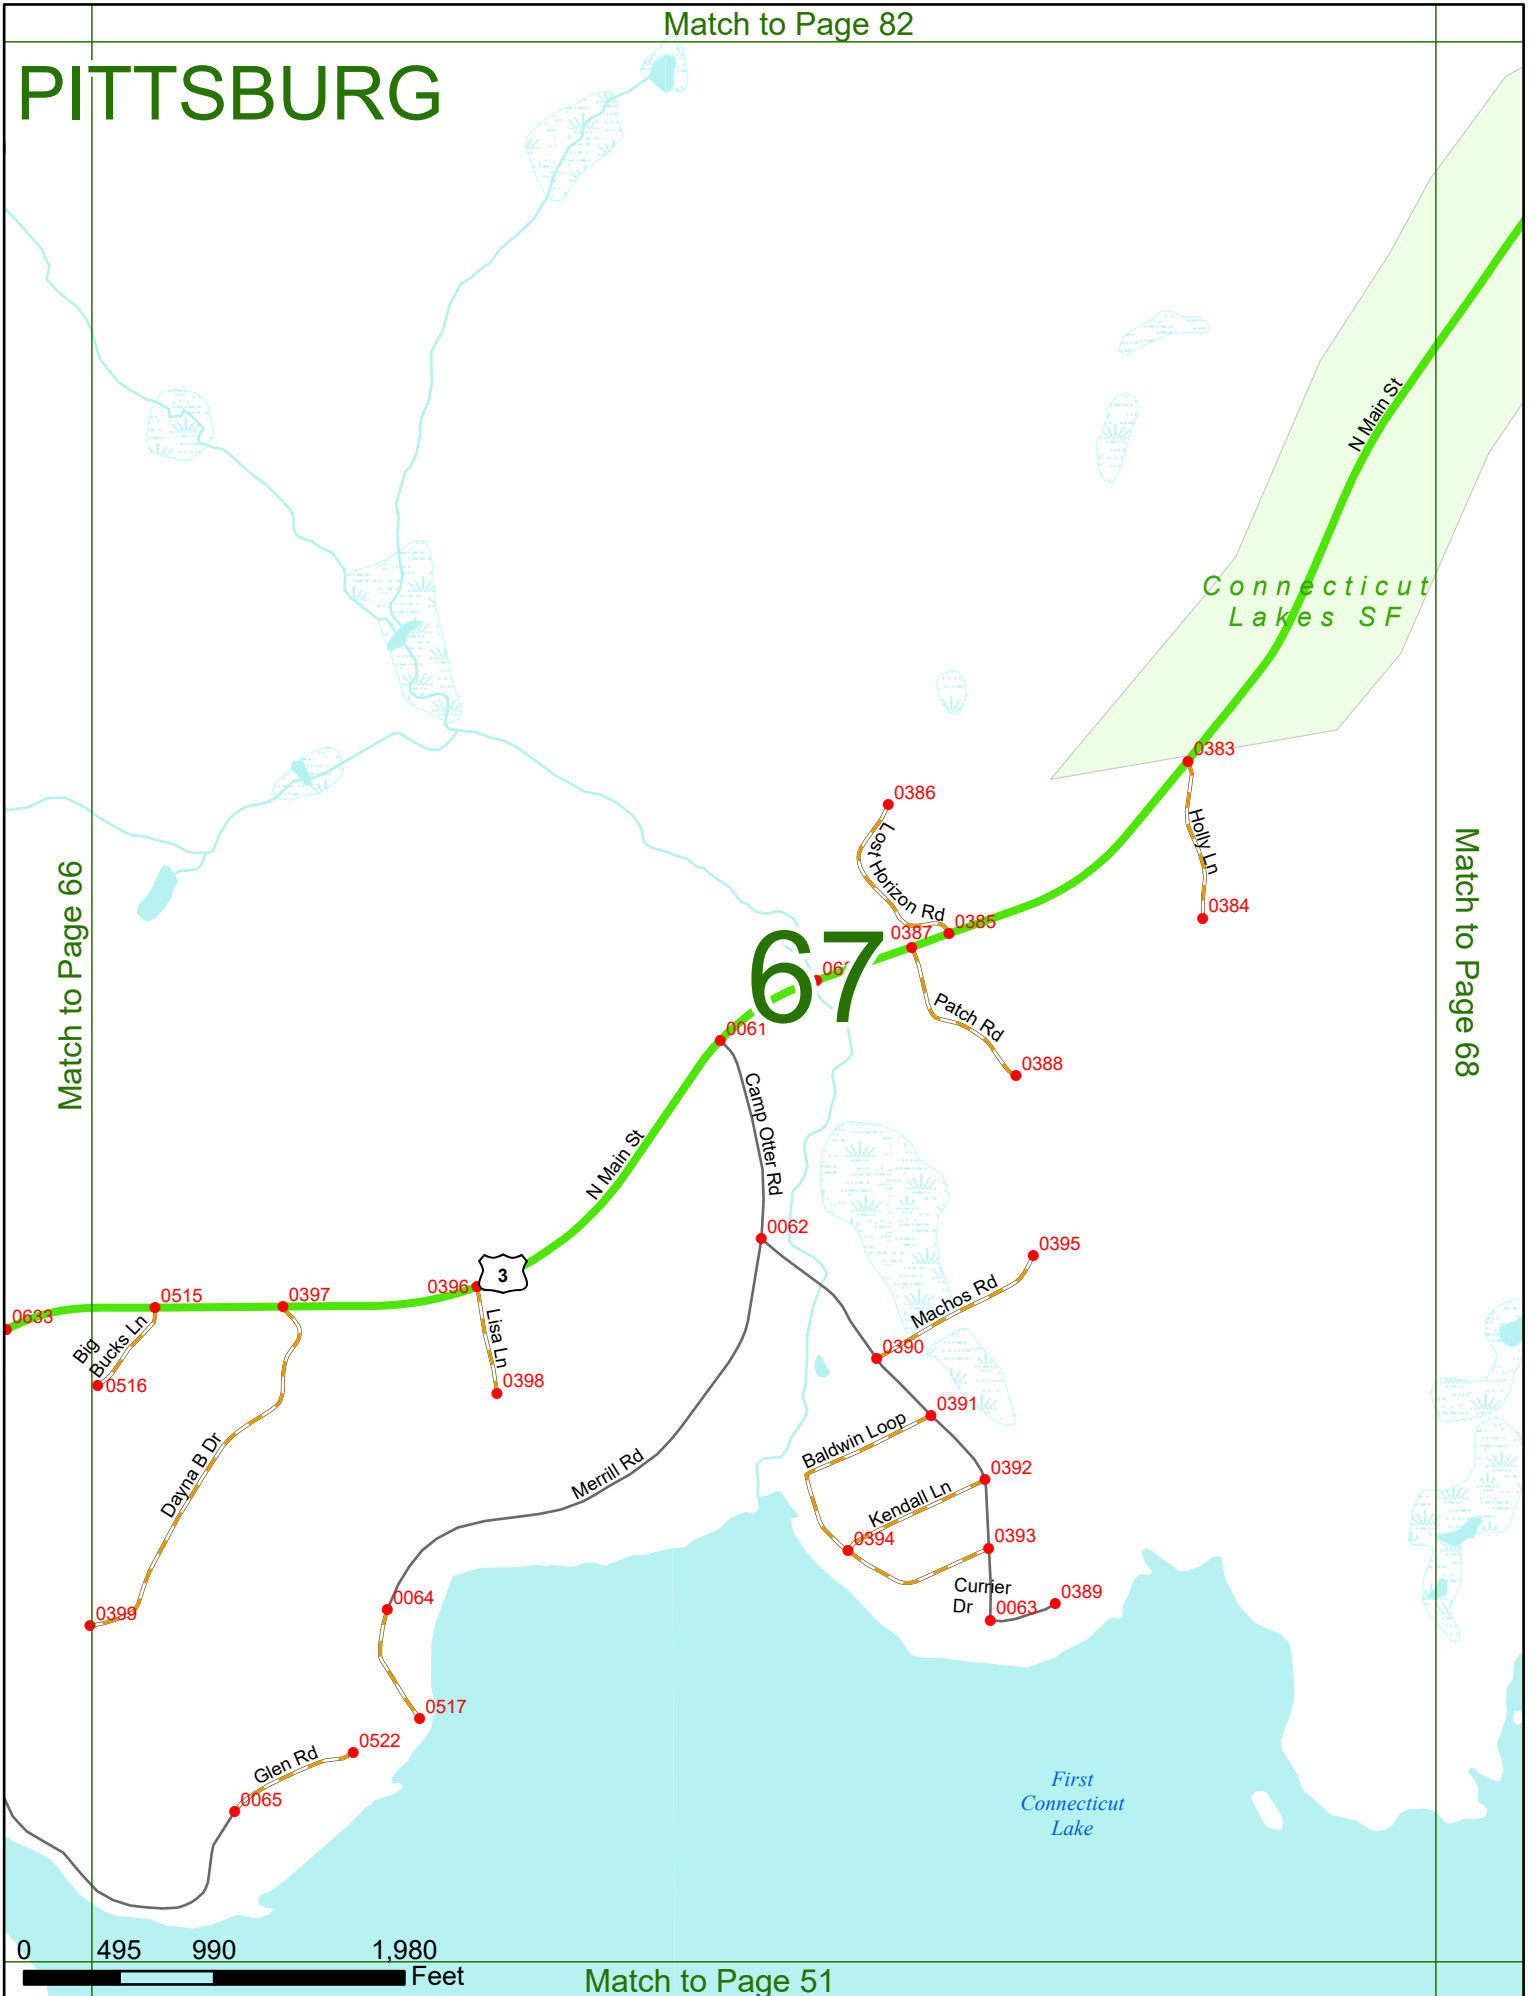 Match to Page 82
PITTSBURG
N Main St
Connecticut
Lakes SF
0383
0386
Lost Horizon Rd
Holly Ln
0384
0385
0387
67
Match to Page 66
Match to Page 68
Patch Rd
0061
0388
Camp Otter Rd
N Main St
0062
0395
0396
3
Machos Rd
0515
0397
0633
Big
Bucks Ln
Lisa Ln
0390
0516
0398
0391
Baldwin Loop
Dayna B Dr
Merrill Rd
0392
Kendall Ln
0394
0393
Currier
Dr
0389
0063
0399
0064
0517
0522
Glen Rd
0065
First
Connecticut
Lake
0 495 990 1,980
Feet
Match to Page 51